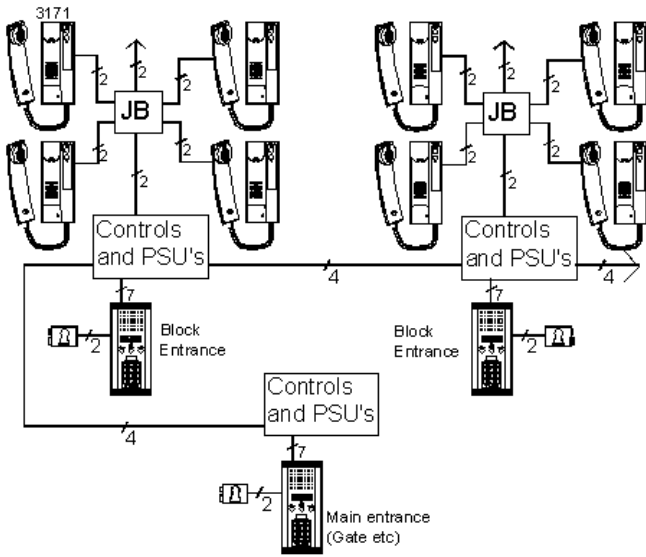 3171
2
2
2
2
2
2
2
2
JB
JB
2
2
2
2
2
2
Controls
and PSU's
Controls
and PSU's
4
4
7
7
2
Block
Entrance
Block
Entrance
2
Controls
and PSU's
4
7
2
Main entrance
(Gate etc)